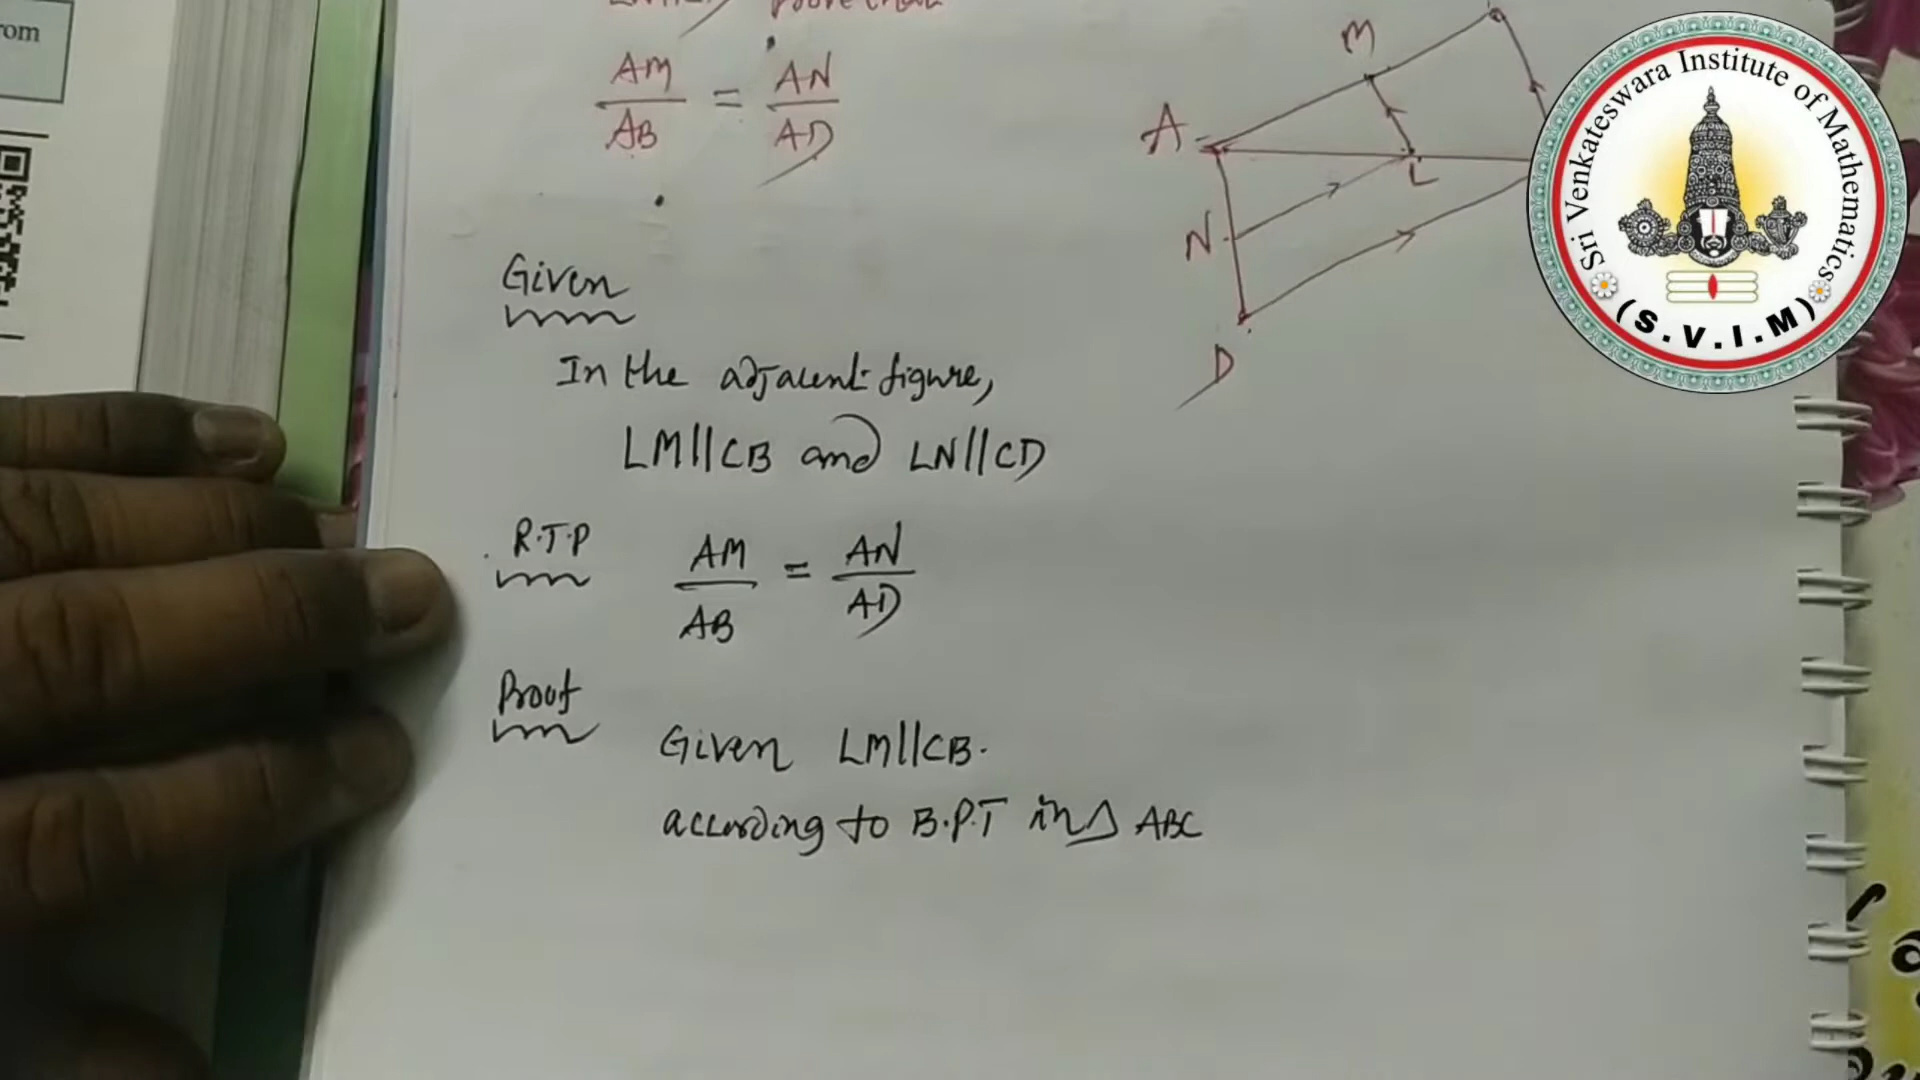 om
AM/AB = AN/AD
M
A
L
N
D
Given
In the adjacent figure,
LM||CB and LN||CD
R.T.P AM/AB = AN/AD
Proof
Given LM||CB.
according to B.P.T in △ ABC
Sri Venkateswara Institute of Mathematics
(S.V.I.M)